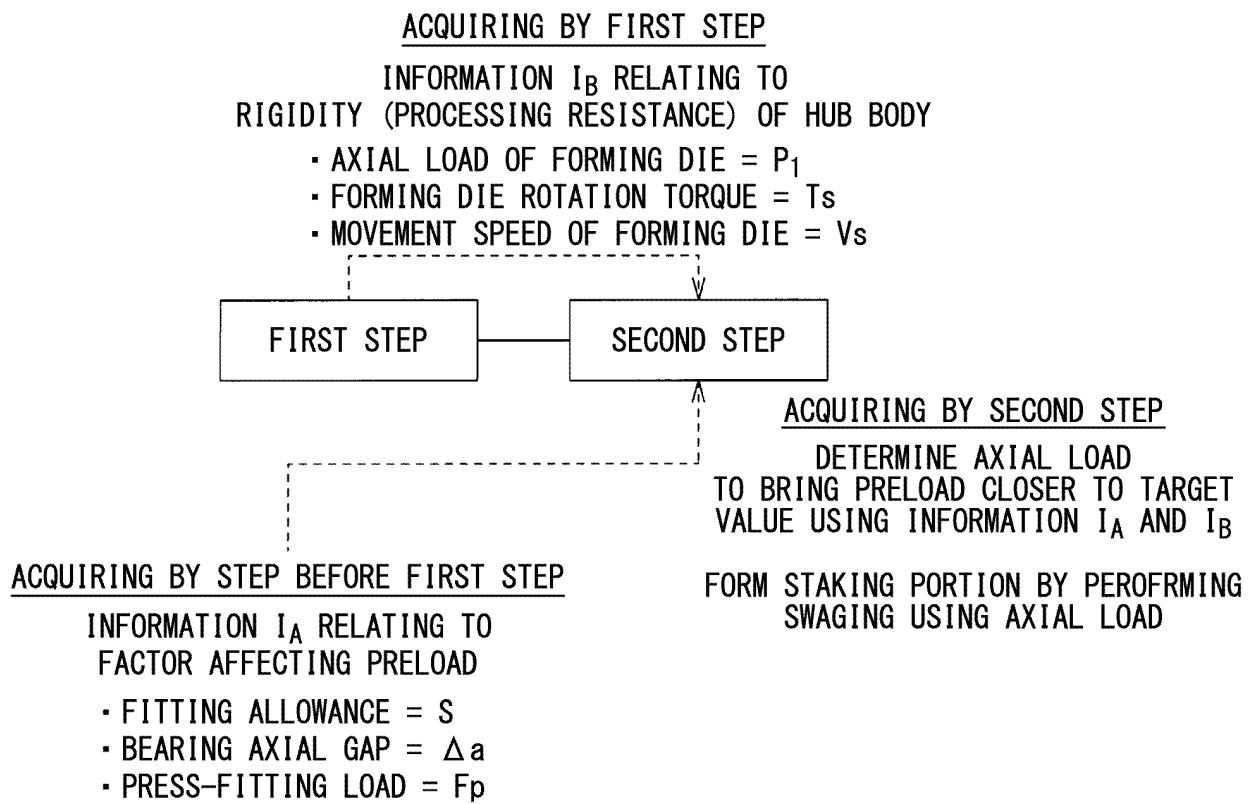 ACQUIRING BY FIRST STEP
INFORMATION I_B RELATING TO
RIGIDITY (PROCESSING RESISTANCE) OF HUB BODY
・AXIAL LOAD OF FORMING DIE = P₁
・FORMING DIE ROTATION TORQUE = Ts
・MOVEMENT SPEED OF FORMING DIE = Vs
FIRST STEP
SECOND STEP
ACQUIRING BY SECOND STEP
DETERMINE AXIAL LOAD
TO BRING PRELOAD CLOSER TO TARGET
VALUE USING INFORMATION I_A AND I_B
FORM STAKING PORTION BY PEROFRMING
SWAGING USING AXIAL LOAD
ACQUIRING BY STEP BEFORE FIRST STEP
INFORMATION I_A RELATING TO
FACTOR AFFECTING PRELOAD
・FITTING ALLOWANCE = S
・BEARING AXIAL GAP = Δa
・PRESS-FITTING LOAD = Fp